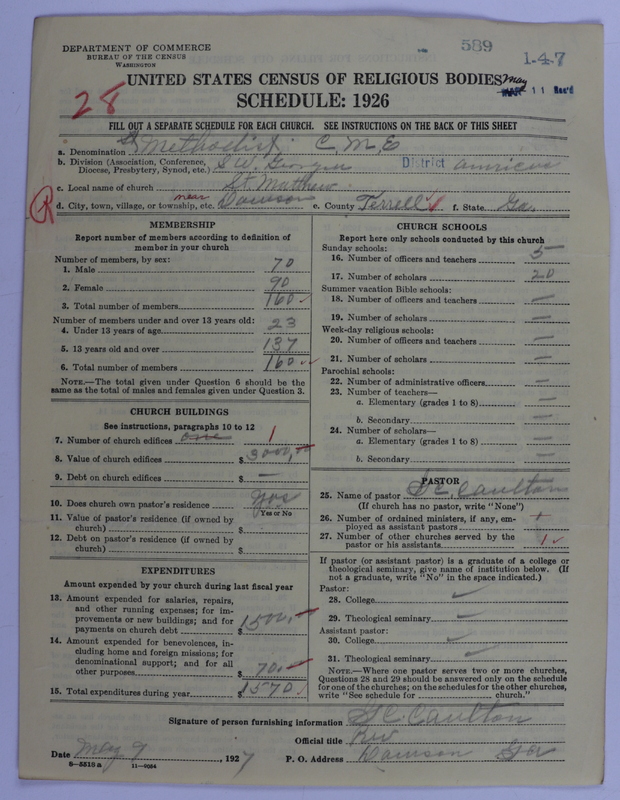 DEPARTMENT OF COMMERCE
BUREAU OF THE CENSUS
WASHINGTON
589
1-4-7
28
UNITED STATES CENSUS OF RELIGIOUS BODIES
May
MAR 11 Rec'd
SCHEDULE: 1926
FILL OUT A SEPARATE SCHEDULE FOR EACH CHURCH. SEE INSTRUCTIONS ON THE BACK OF THIS SHEET
a. Denomination Methodist C M E
b. Division (Association, Conference, Diocese, Presbytery, Synod, etc.) S.W. Georgia District Americus
c. Local name of church St. Matthew
d. City, town, village, or township, etc. near Dawson e. County Terrell f. State Ga.
R
MEMBERSHIP
Report number of members according to definition of
member in your church
Number of members, by sex:
1. Male 70
2. Female 90
3. Total number of members 160
Number of members under and over 13 years old:
4. Under 13 years of age 23
5. 13 years old and over 137
6. Total number of members 160
NOTE.—The total given under Question 6 should be the
same as the total of males and females given under Question 3.
CHURCH BUILDINGS
See instructions, paragraphs 10 to 12
7. Number of church edifices one 1
8. Value of church edifices $ 3000,00
9. Debt on church edifices $ —
10. Does church own pastor's residence yes
Yes or No
11. Value of pastor's residence (if owned by
church) $
12. Debt on pastor's residence (if owned by
church) $
EXPENDITURES
Amount expended by your church during last fiscal year
13. Amount expended for salaries, repairs,
and other running expenses; for im-
provements or new buildings; and for
payments on church debt $ 1500.—
14. Amount expended for benevolences, in-
cluding home and foreign missions; for
denominational support; and for all
other purposes $ 70.—
15. Total expenditures during year $ 1570
CHURCH SCHOOLS
Report here only schools conducted by this church
Sunday schools:
16. Number of officers and teachers 5
17. Number of scholars 20
Summer vacation Bible schools:
18. Number of officers and teachers —
19. Number of scholars —
Week-day religious schools:
20. Number of officers and teachers —
21. Number of scholars —
Parochial schools:
22. Number of administrative officers —
23. Number of teachers—
a. Elementary (grades 1 to 8) —
b. Secondary —
24. Number of scholars—
a. Elementary (grades 1 to 8) —
b. Secondary —
PASTOR
25. Name of pastor S C. Caulton
(If church has no pastor, write "None")
26. Number of ordained ministers, if any, em-
ployed as assistant pastors
27. Number of other churches served by the
pastor or his assistants 1
If pastor (or assistant pastor) is a graduate of a college or
theological seminary, give name of institution below. (If
not a graduate, write "No" in the space indicated.)
Pastor:
28. College
29. Theological seminary
Assistant pastor:
30. College
31. Theological seminary
NOTE.—Where one pastor serves two or more churches,
Questions 28 and 29 should be answered only on the schedule
for one of the churches; on the schedules for the other churches,
write "See schedule for church."
Signature of person furnishing information S C. Caulton
Official title Rev
Date May 9, 1927 P. O. Address Dawson Ga
8-5518 a 11-9064